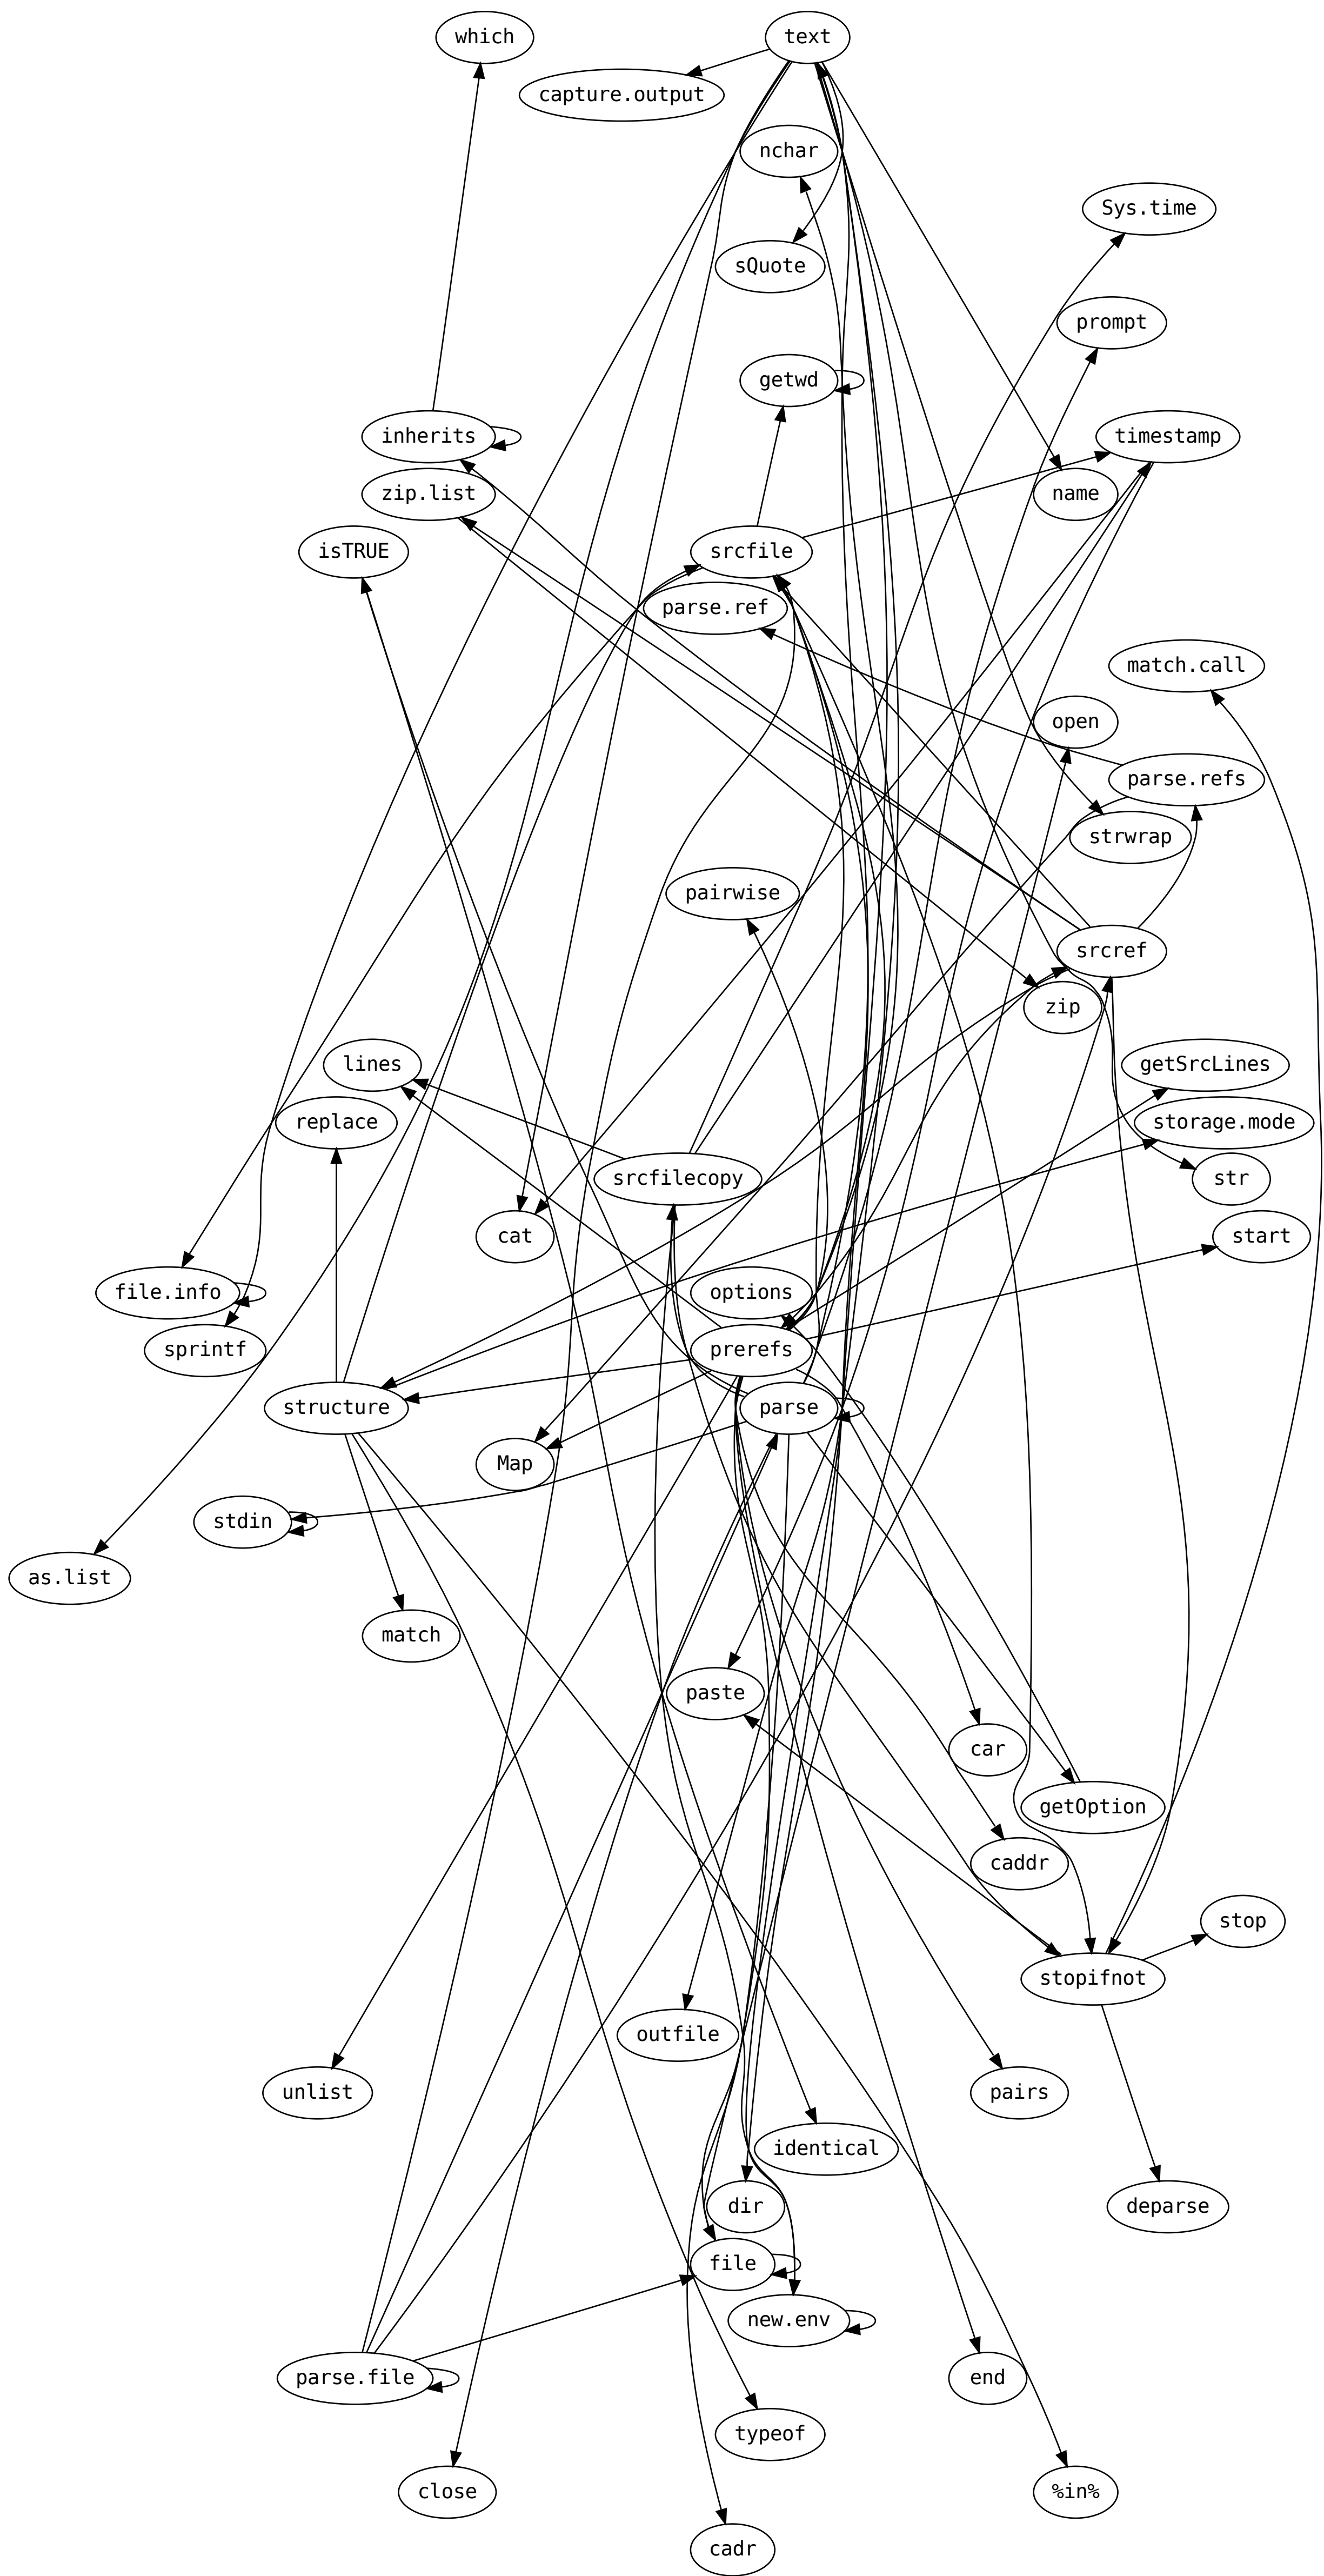 which
text
capture.output
nchar
Sys.time
sQuote
prompt
getwd
inherits
timestamp
zip.list
name
isTRUE
srcfile
parse.ref
match.call
open
parse.refs
strwrap
pairwise
srcref
zip
lines
getSrcLines
replace
storage.mode
srcfilecopy
str
cat
start
file.info
options
sprintf
prerefs
structure
parse
Map
stdin
as.list
match
paste
car
getOption
caddr
stop
stopifnot
outfile
unlist
pairs
identical
dir
deparse
file
new.env
parse.file
end
typeof
close
%in%
cadr